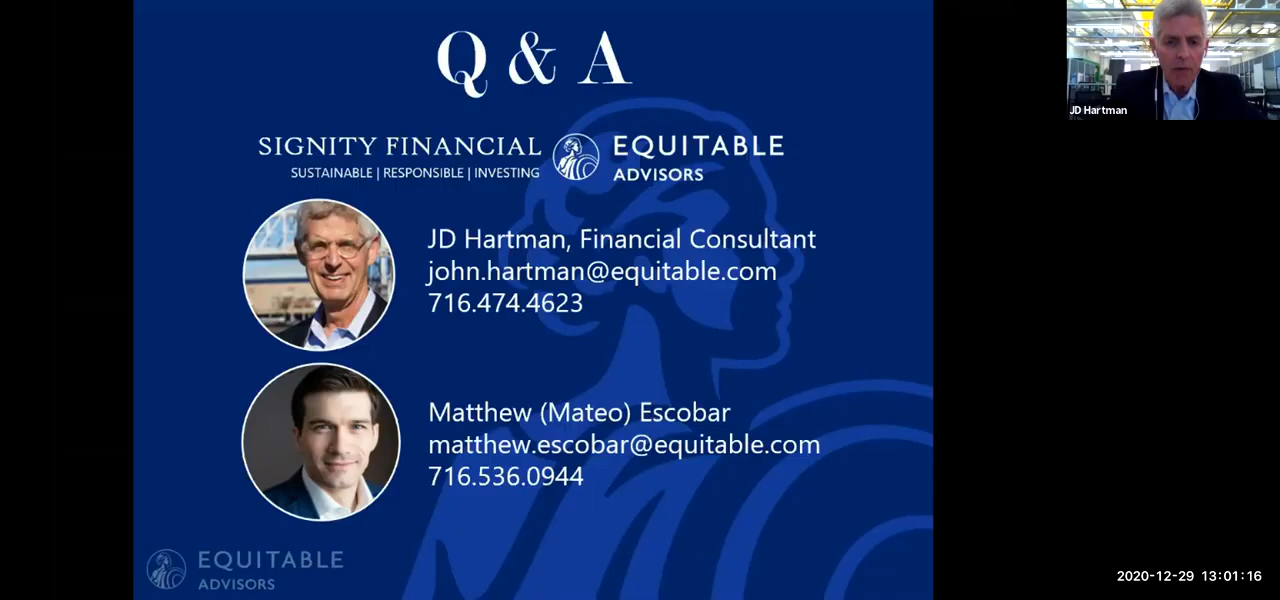 Q & A
SIGNITY FINANCIAL
SUSTAINABLE | RESPONSIBLE | INVESTING
EQUITABLE
ADVISORS
JD Hartman, Financial Consultant
john.hartman@equitable.com
716.474.4623
Matthew (Mateo) Escobar
matthew.escobar@equitable.com
716.536.0944
EQUITABLE
ADVISORS
JD Hartman
2020-12-29 13:01:16